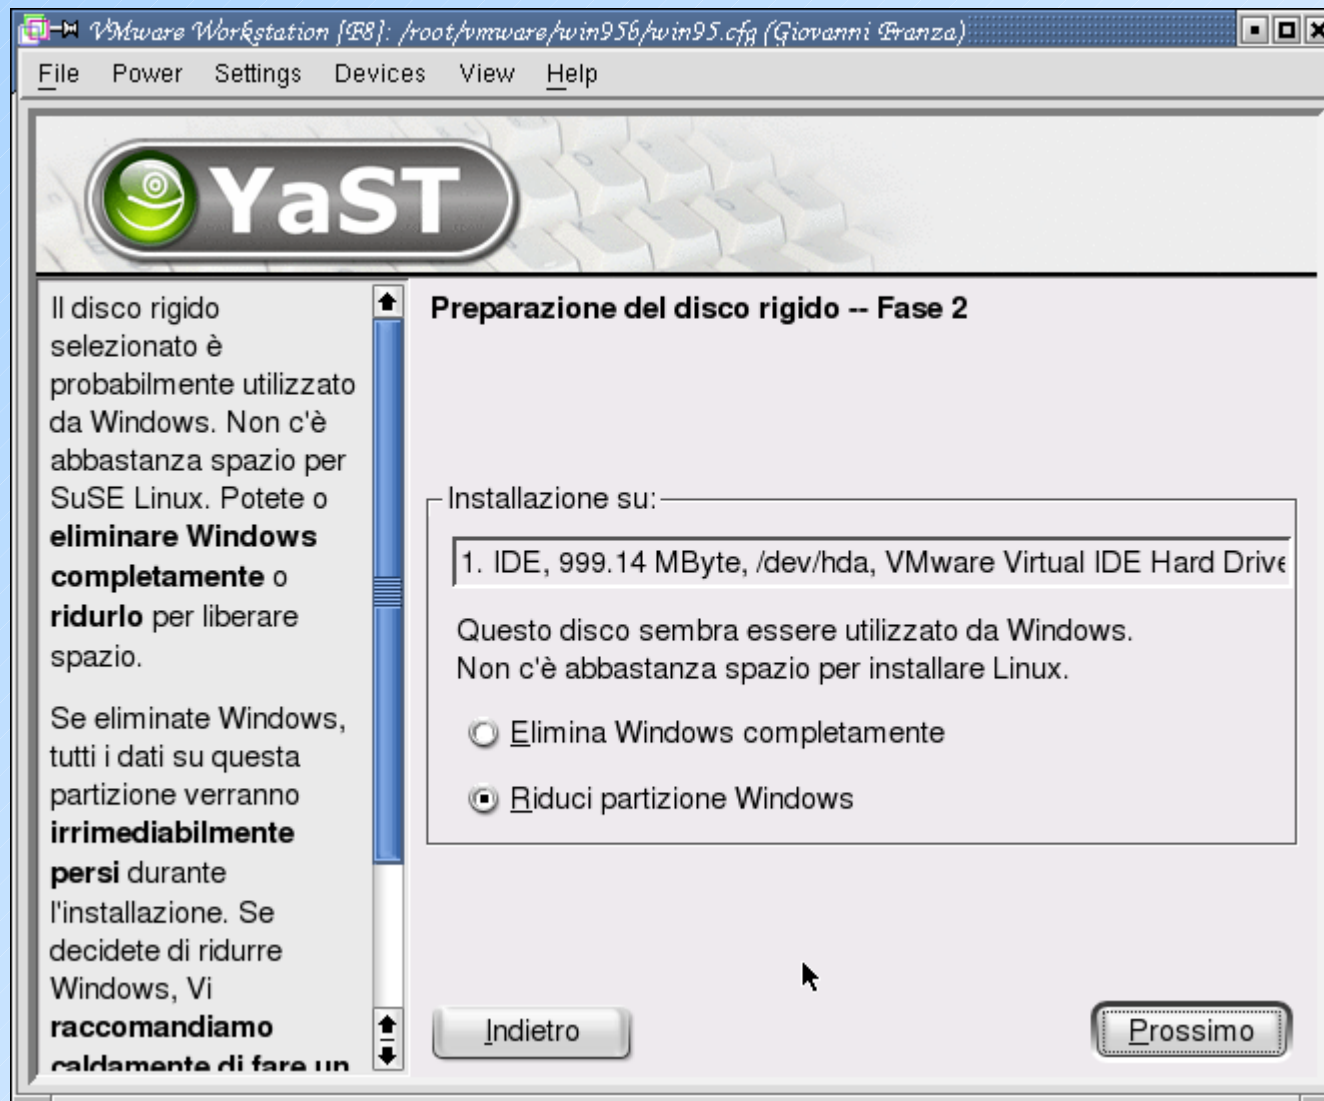 VMware Workstation [F8]: /root/vmware/win95b/win95.cfg (Giovanni Franza)
File Power Settings Devices View Help
YaST
Il disco rigido
selezionato è
probabilmente utilizzato
da Windows. Non c'è
abbastanza spazio per
SuSE Linux. Potete o
eliminare Windows
completamente o
ridurlo per liberare
spazio.
Se eliminate Windows,
tutti i dati su questa
partizione verranno
irrimediabilmente
persi durante
l'installazione. Se
decidete di ridurre
Windows, Vi
raccomandiamo
caldamente di fare un
Preparazione del disco rigido -- Fase 2
Installazione su:
1. IDE, 999.14 MByte, /dev/hda, VMware Virtual IDE Hard Drive
Questo disco sembra essere utilizzato da Windows.
Non c'è abbastanza spazio per installare Linux.
Elimina Windows completamente
Riduci partizione Windows
Indietro
Prossimo